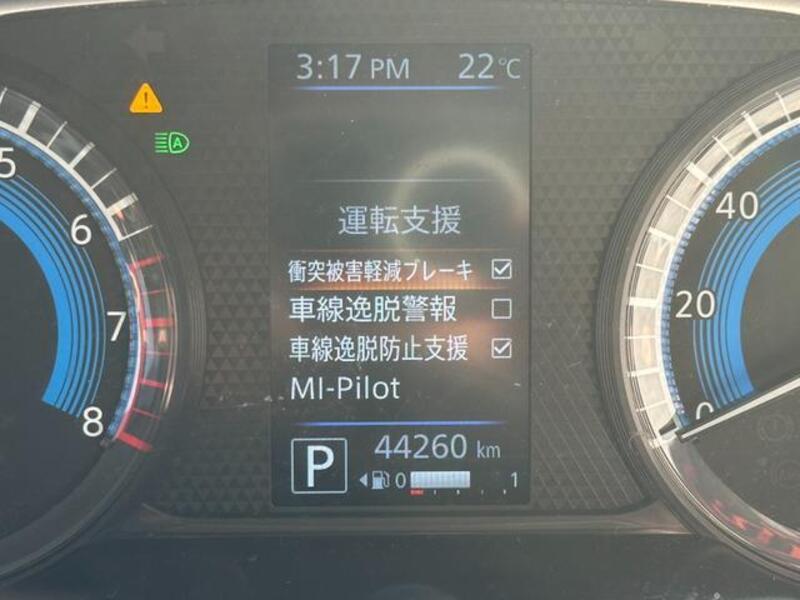 3:17 PM 22℃
運転支援
衝突被害軽減ブレーキ
車線逸脱警報
車線逸脱防止支援
MI-Pilot
P 44260 km
0 1
A
5
6
7
8
40
20
0